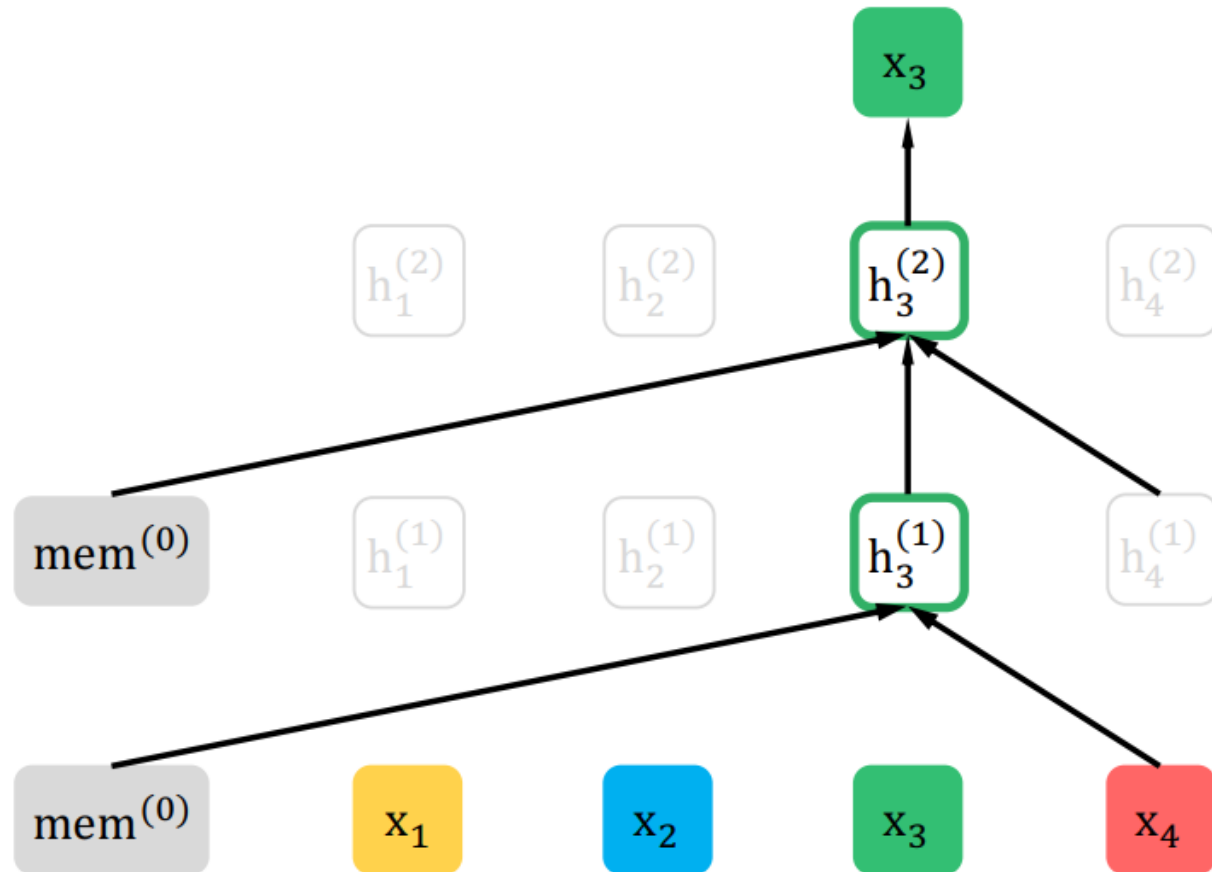 x₃
h₁⁽²⁾ h₂⁽²⁾ h₃⁽²⁾ h₄⁽²⁾
mem⁽⁰⁾ h₁⁽¹⁾ h₂⁽¹⁾ h₃⁽¹⁾ h₄⁽¹⁾
mem⁽⁰⁾ x₁ x₂ x₃ x₄